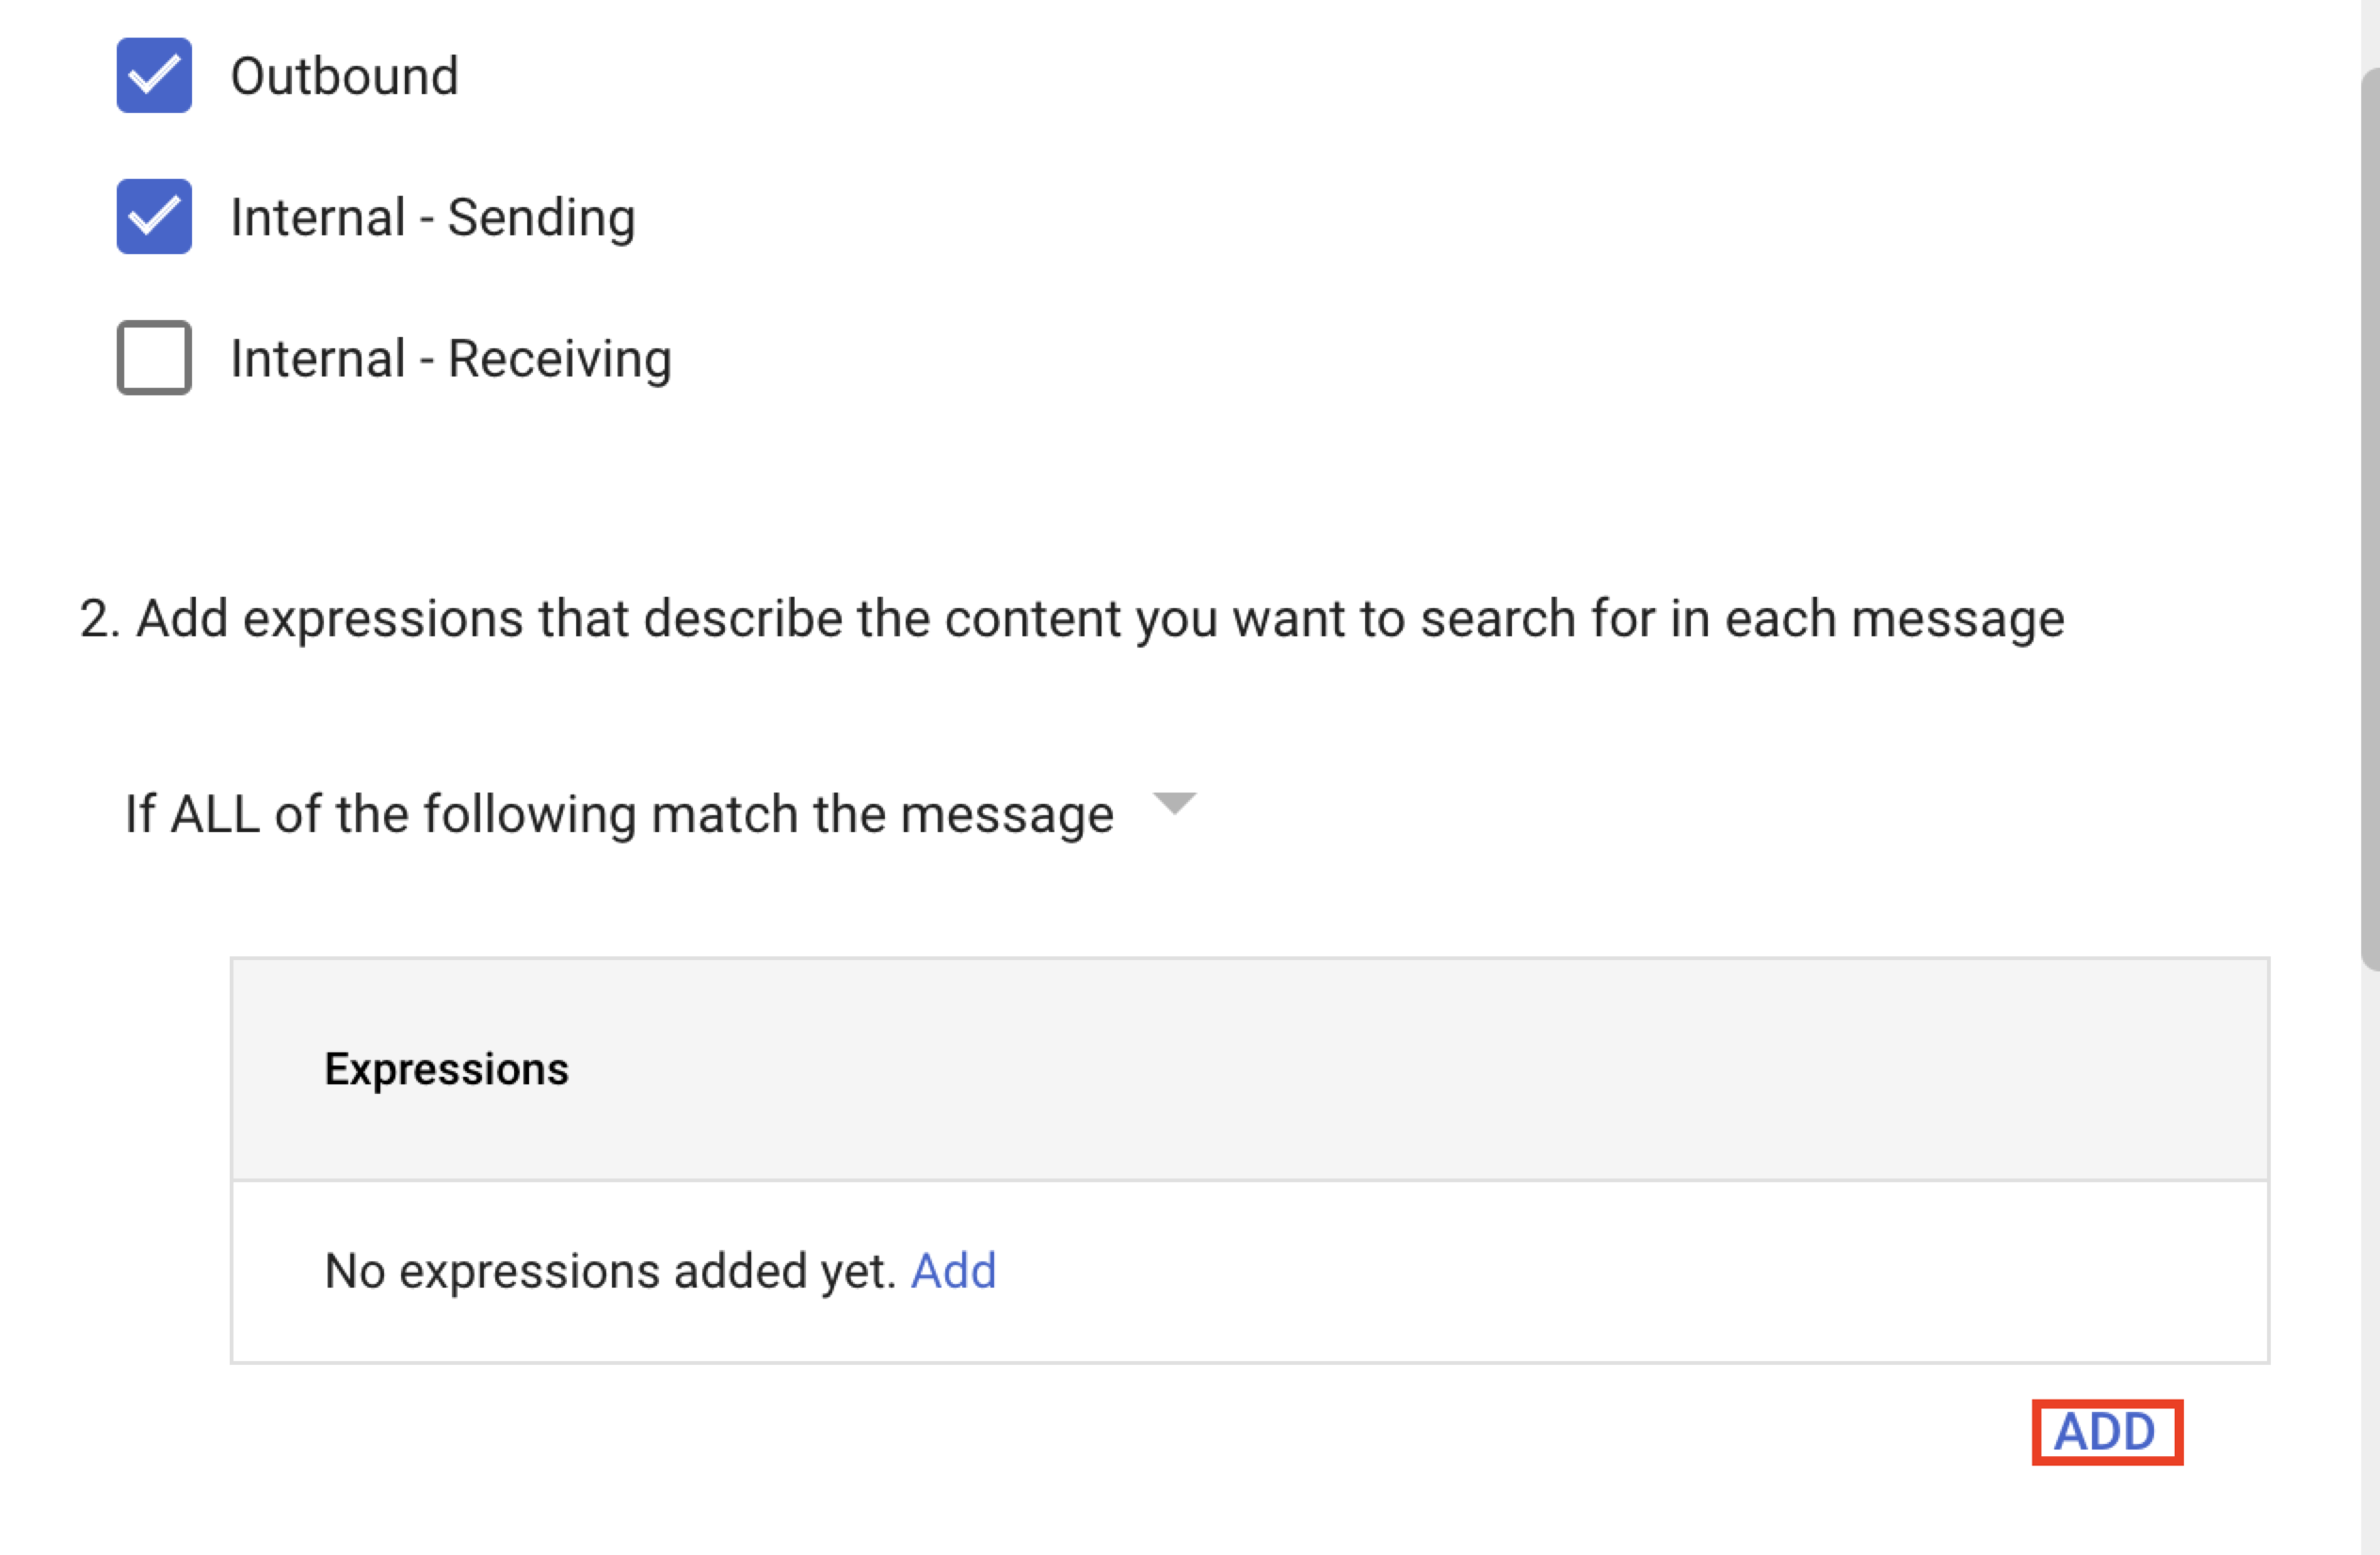 Outbound
Internal - Sending
Internal - Receiving
2. Add expressions that describe the content you want to search for in each message
If ALL of the following match the message
Expressions
No expressions added yet. Add
ADD